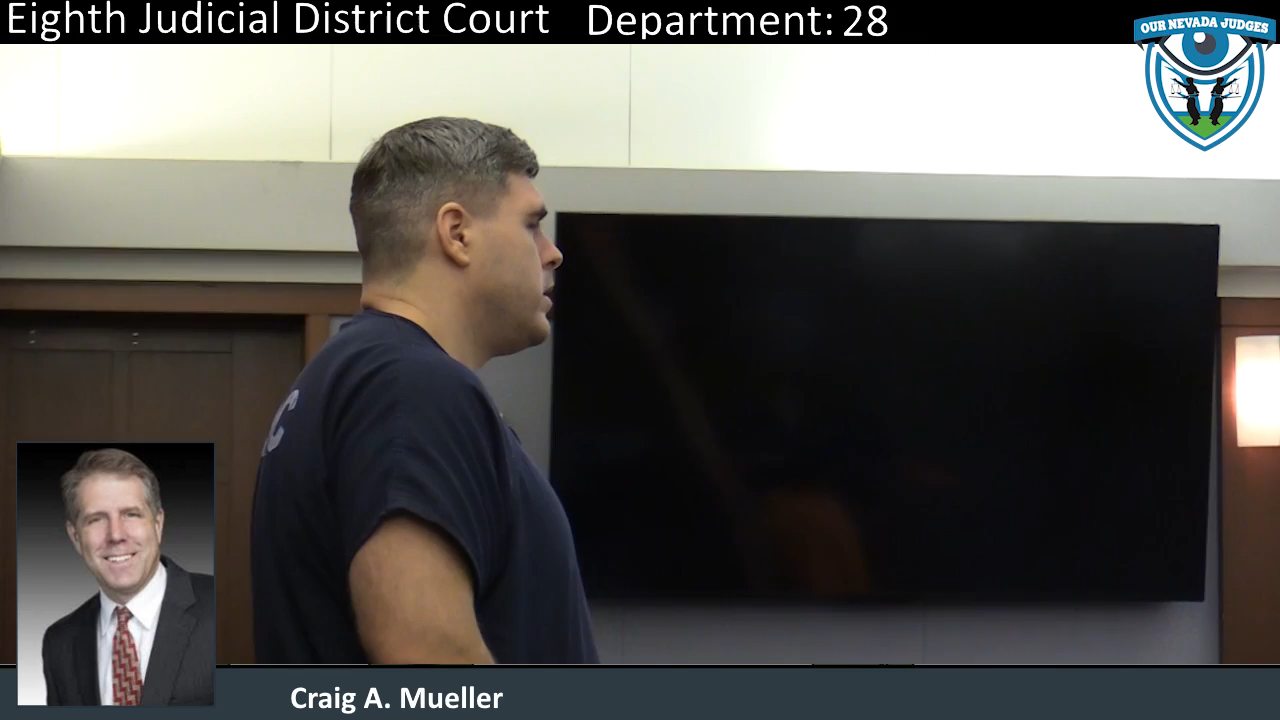 Eighth Judicial District Court Department: 28
OUR NEVADA JUDGES
C
Craig A. Mueller